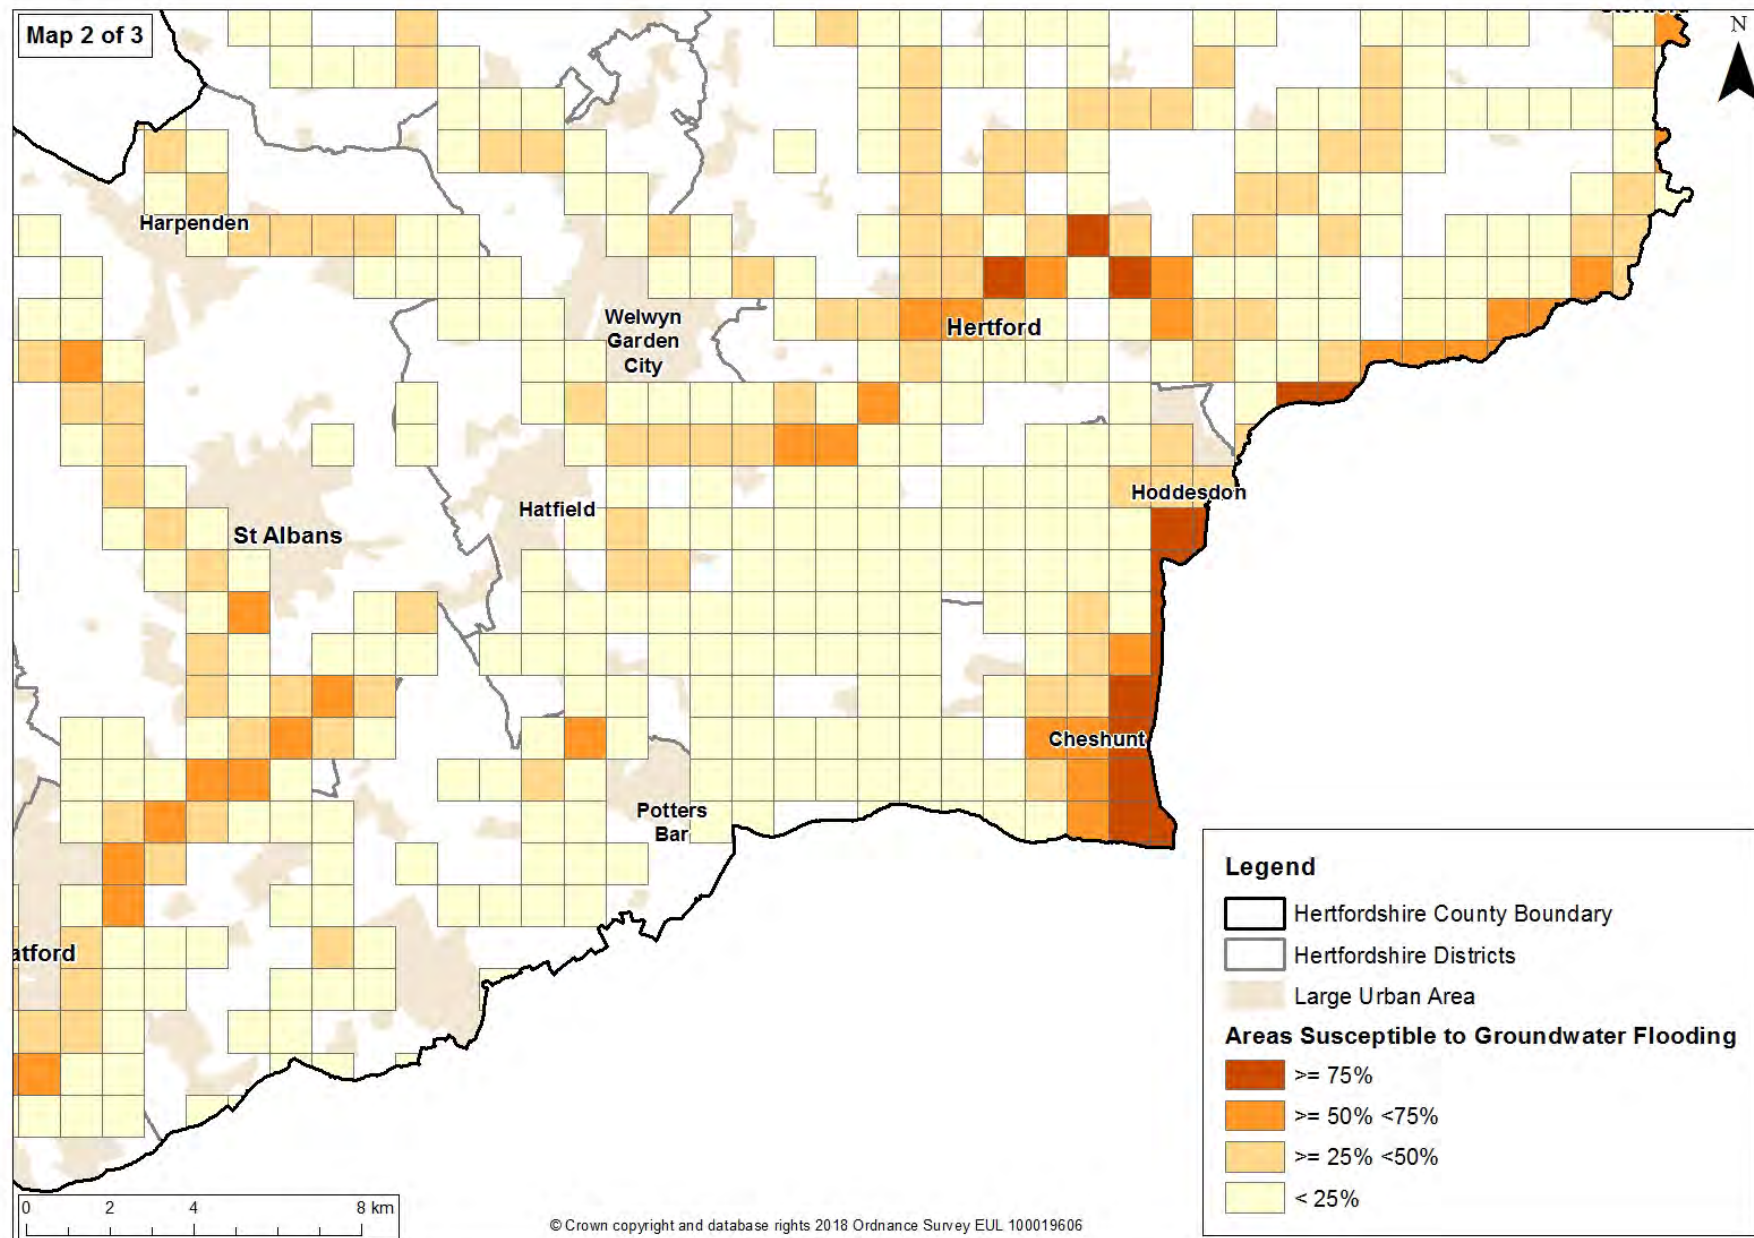 Map 2 of 3
N
Harpenden
Welwyn
Garden
City
Hertford
Hoddesdon
Hatfield
St Albans
Cheshunt
Potters
Bar
atford
Legend
Hertfordshire County Boundary
Hertfordshire Districts
Large Urban Area
Areas Susceptible to Groundwater Flooding
>= 75%
>= 50% <75%
>= 25% <50%
< 25%
0 2 4 8 km
© Crown copyright and database rights 2018 Ordnance Survey EUL 100019606